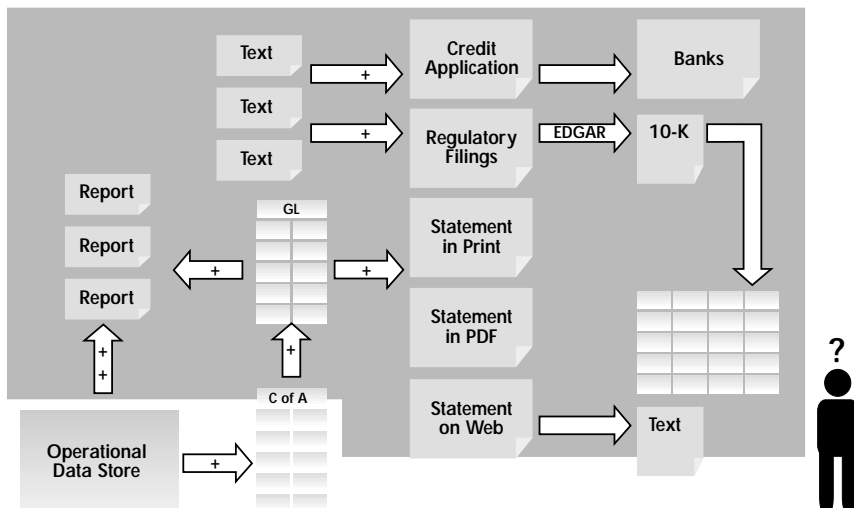 Text
+
Credit
Application
Banks
Text
+
Regulatory
Filings
EDGAR
10-K
Text
Report
GL
Statement
in Print
Report
+
+
Report
Statement
in PDF
+
+
+
?
C of A
Statement
on Web
Text
Operational
Data Store
+